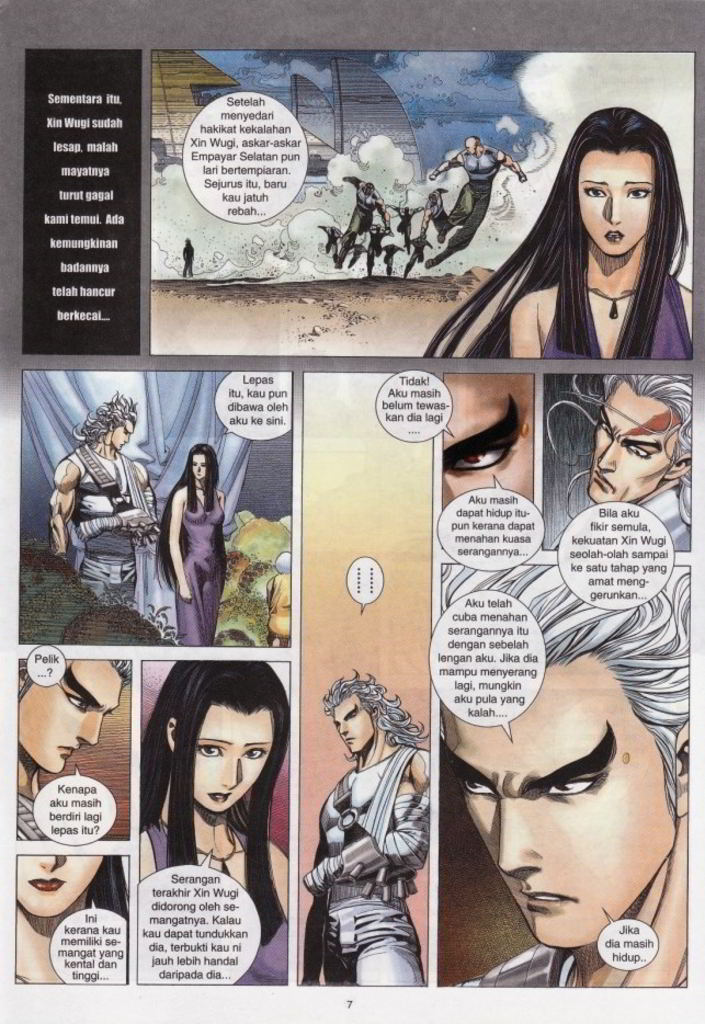 Sementara itu,
Xin Wugi sudah
lesap, malah
mayatnya
turut gagal
kami temui. Ada
kemungkinan
badannya
telah hancur
berkecai....
Setelah
menyedari
hakikat kekalahan
Xin Wugi, askar-askar
Empayar Selatan pun
lari bertempiaran.
Sejurus itu, baru
kau jatuh
rebah...
Lepas
itu, kau pun
dibawa oleh
aku ke sini.
Pelik
...?
Kenapa
aku masih
berdiri lagi
lepas itu?
Serangan
terakhir Xin Wugi
didorong oleh se-
mangatnya. Kalau
kau dapat tundukkan
dia, terbukti kau ni
jauh lebih handal
daripada dia...
Ini
kerana kau
memiliki se-
mangat yang
kental dan
tinggi...
Tidak!
Aku masih
belum tewas-
kan dia lagi
....
Aku masih
dapat hidup itu-
pun kerana dapat
menahan kuasa
serangannya...
Bila aku
fikir semula,
kekuatan Xin Wugi
seolah-olah sampai
ke satu tahap yang
amat meng-
gerunkan...
Aku telah
cuba menahan
serangannya itu
dengan sebelah
lengan aku. Jika dia
mampu menyerang
lagi, mungkin
aku pula yang
kalah....
Jika
dia masih
hidup..
7